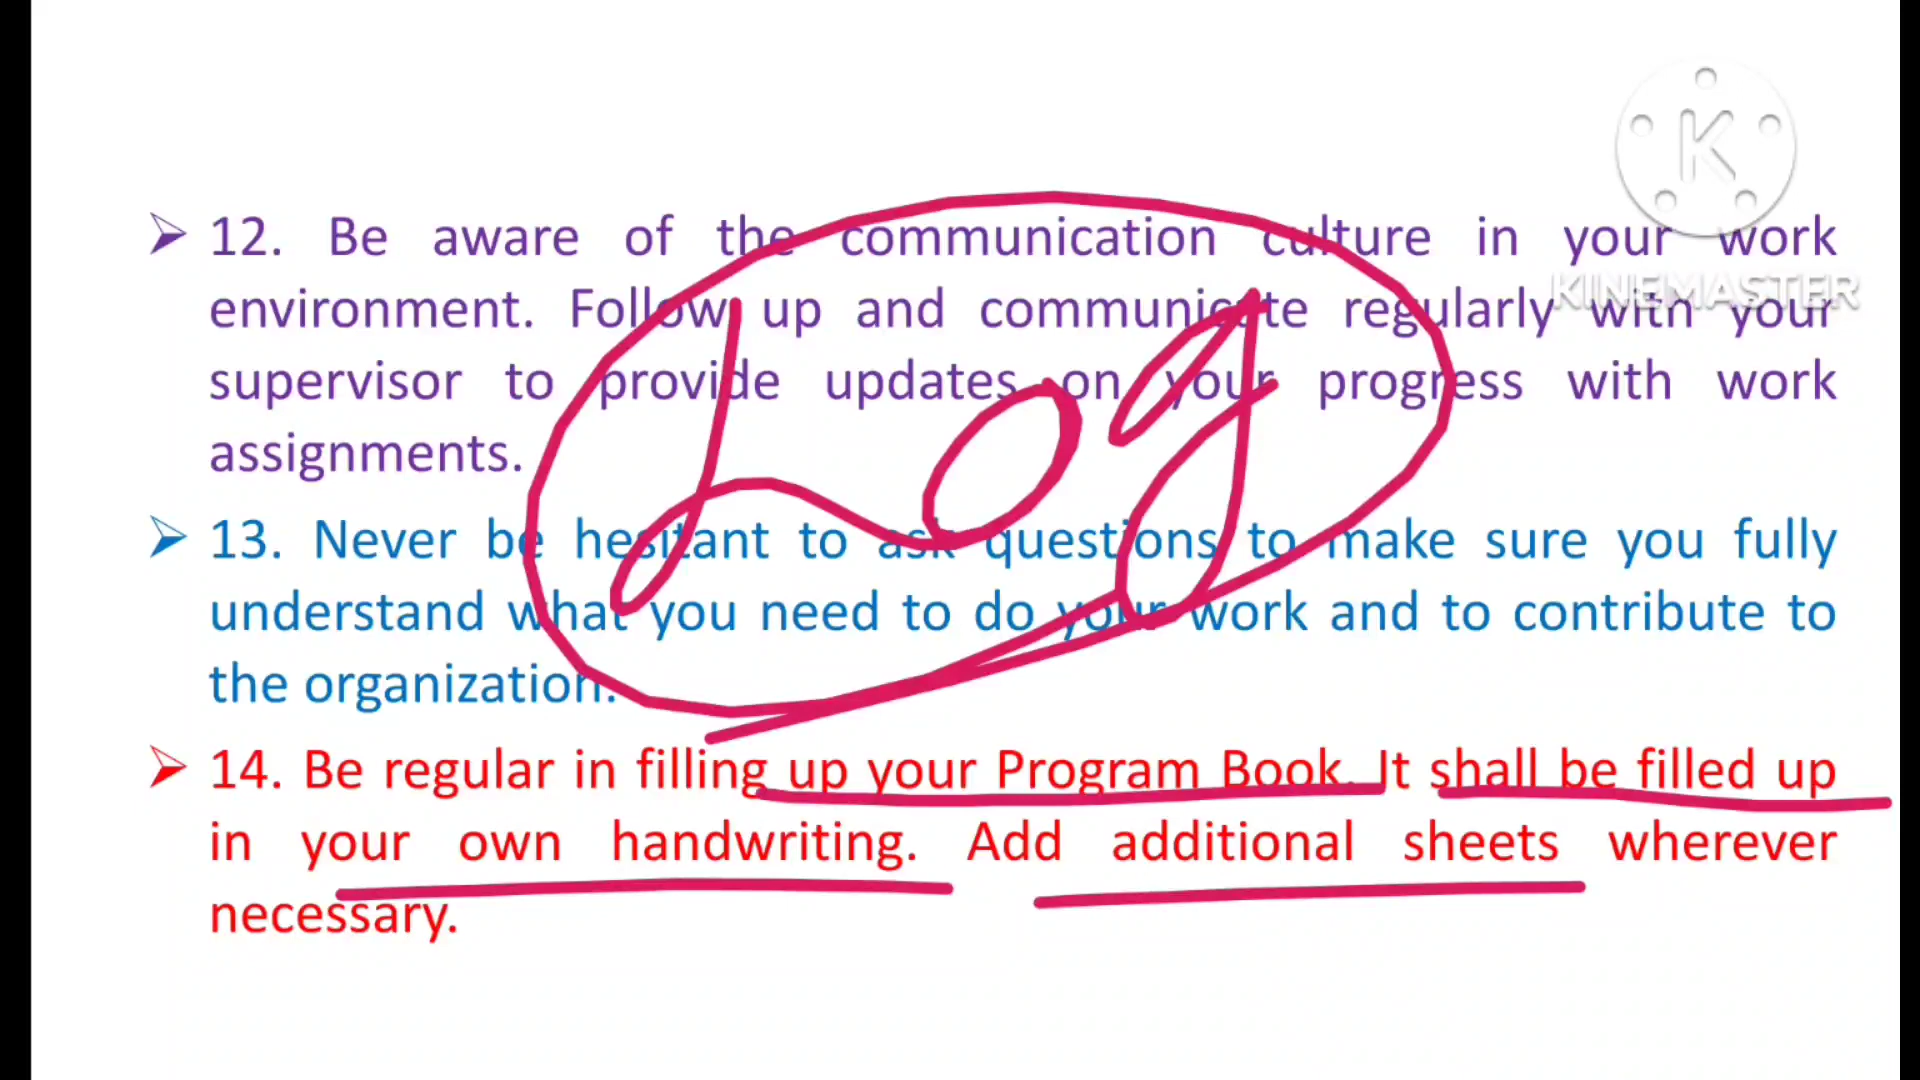 12. Be aware of the communication culture in your work
environment. Follow up and communicate regularly with your
supervisor to provide updates on your progress with work
assignments.
13. Never be hesitant to ask questions to make sure you fully
understand what you need to do your work and to contribute to
the organization.
14. Be regular in filling up your Program Book. It shall be filled up
in your own handwriting. Add additional sheets wherever
necessary.
Log
K
KINEMASTER